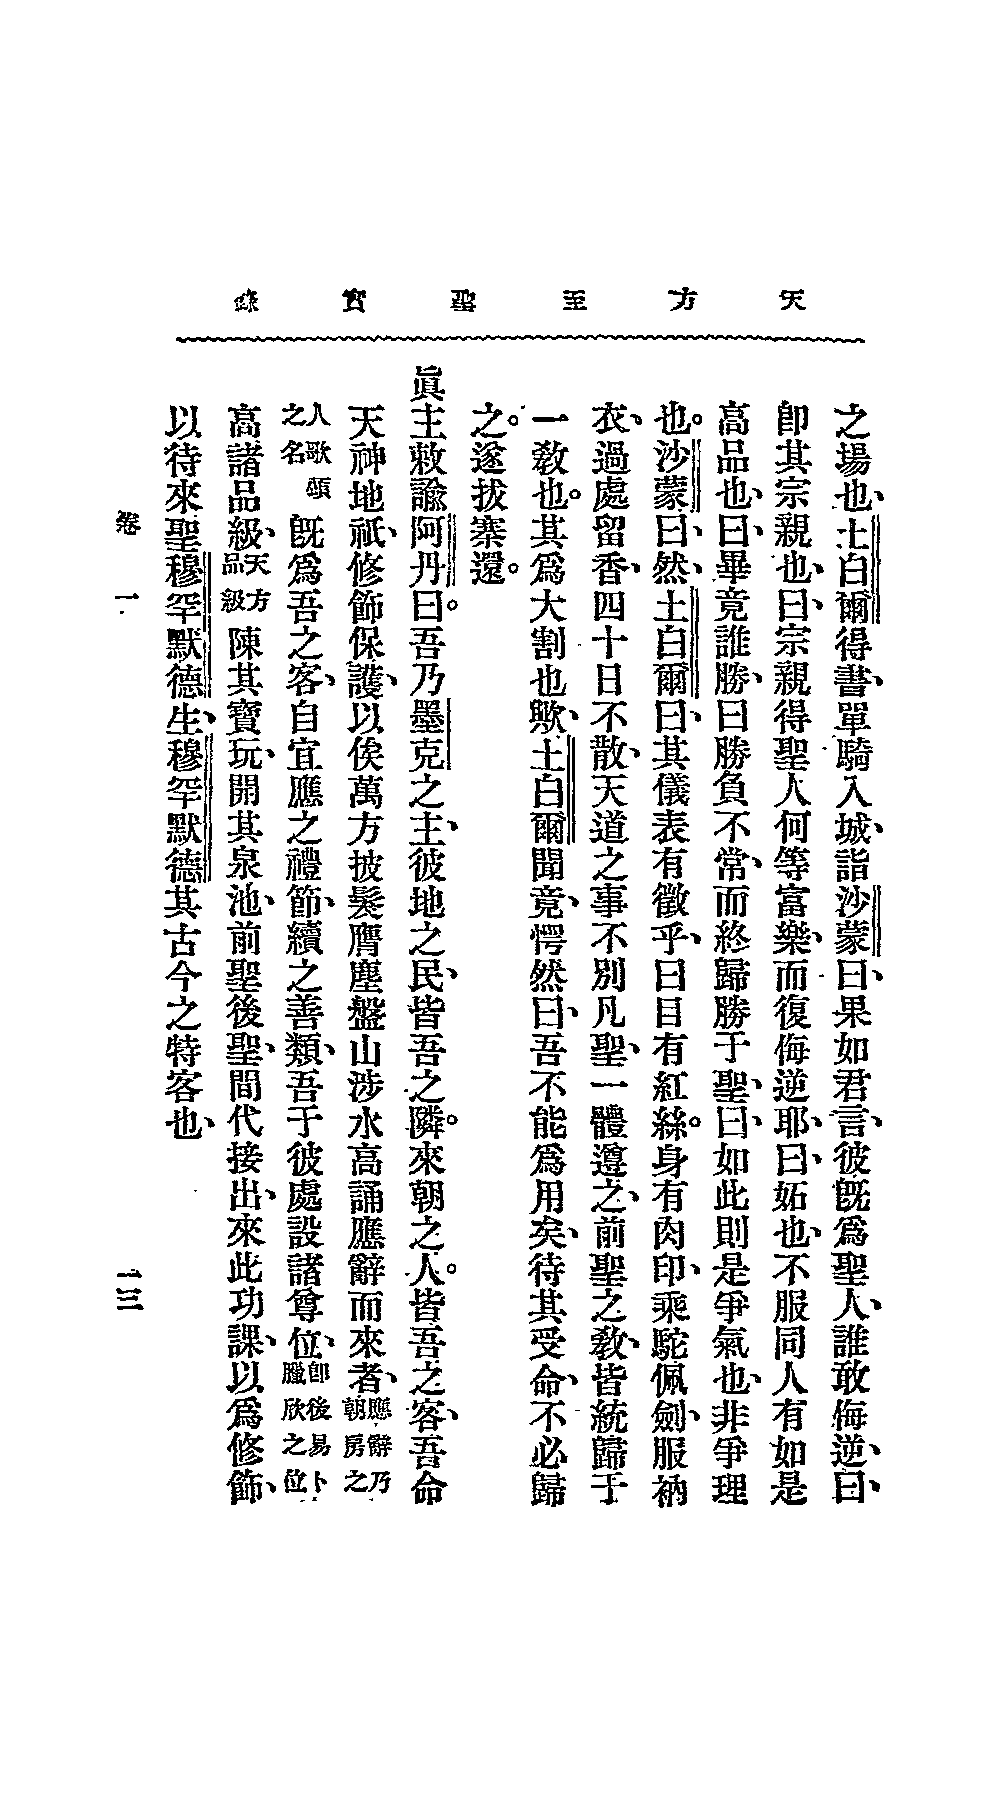 天方至聖實錄
之場也、土白爾得書、單騎入城、詣沙蒙曰、果如君言、彼旣爲聖人、誰敢侮逆、曰、
卽其宗親也、曰、宗親得聖人何等富樂、而復侮逆耶、曰、妬也、不服同人有如是
高品也、曰、畢竟誰勝、曰勝負不常、而終歸勝于聖、曰、如此則是爭氣也、非爭理
也。沙蒙曰、然、土白爾曰、其儀表有徵乎、曰目有紅絲。身有肉印、乘駝佩劍、服衲
衣、過處留香、四十日不散、天道之事不別凡聖、一體遵之、前聖之敎、皆統歸于
一敎也。其爲大割也歟、土白爾聞竟、愕然曰、吾不能爲用矣、待其受命、不必歸
之。遂拔寨還。
眞主敕諭阿丹曰。吾乃墨克之主、彼地之民、皆吾之隣。來朝之人。皆吾之客、吾命
天神地祇、修飾保護、以俟萬方披髮膺塵盤山涉水高誦應辭而來者、應辭乃朝房之
人歌頌之名旣爲吾之客、自宜應之禮節、續之善類、吾于彼處設諸尊位、卽後易卜臘欣之位
高諸品級、天方品級陳其寶玩、開其泉池、前聖後聖、間代接出、來此功課、以爲修飾、
以待來聖穆罕默德生、穆罕默德其古今之特客也、
卷一
一三